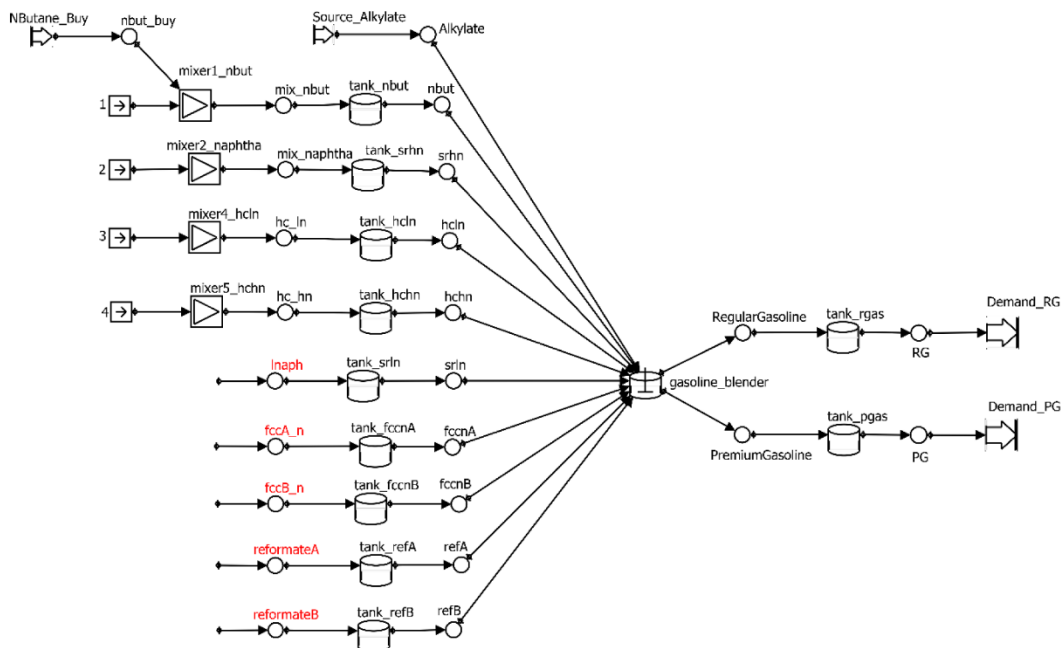 NButane_Buy
nbut_buy
Source_Alkylate
Alkylate
mixer1_nbut
1
mix_nbut
tank_nbut
nbut
mixer2_naphtha
2
mix_naphtha
tank_srhn
srhn
mixer4_hcln
3
hc_ln
tank_hcln
hcln
mixer5_hchn
4
hc_hn
tank_hchn
hchn
RegularGasoline
tank_rgas
RG
Demand_RG
lnaph
tank_srln
srln
gasoline_blender
fccA_n
tank_fccnA
fccnA
PremiumGasoline
tank_pgas
PG
Demand_PG
fccB_n
tank_fccnB
fccnB
reformateA
tank_refA
refA
reformateB
tank_refB
refB